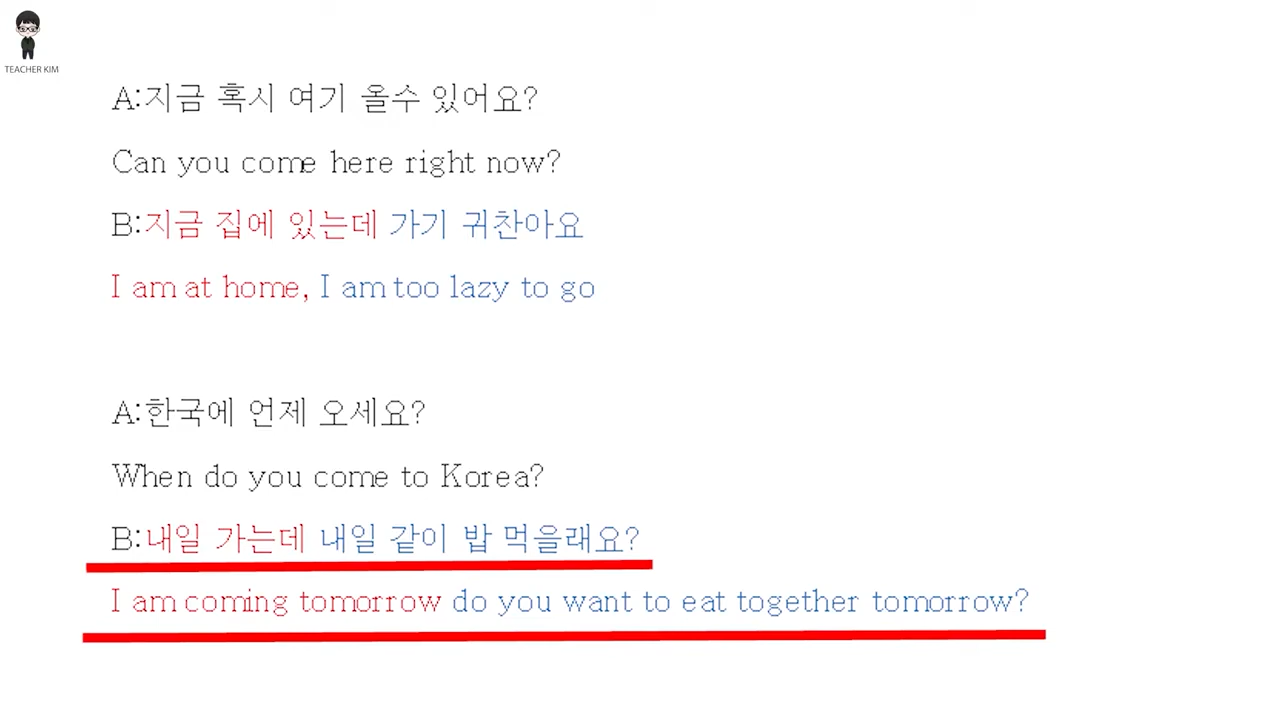 TEACHER KIM
A:지금 혹시 여기 올수 있어요?
Can you come here right now?
B:지금 집에 있는데 가기 귀찬아요
I am at home, I am too lazy to go
A:한국에 언제 오세요?
When do you come to Korea?
B:내일 가는데 내일 같이 밥 먹을래요?
I am coming tomorrow do you want to eat together tomorrow?